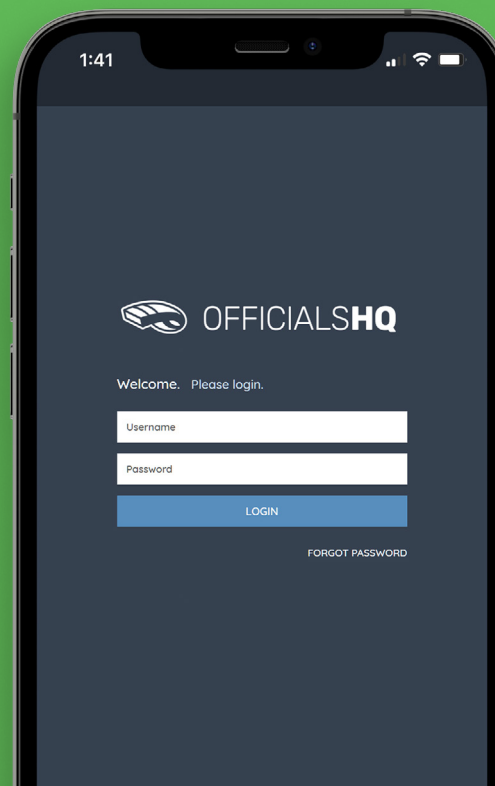 1:41
OFFICIALSHQ
Welcome. Please login.
Username
Password
LOGIN
FORGOT PASSWORD